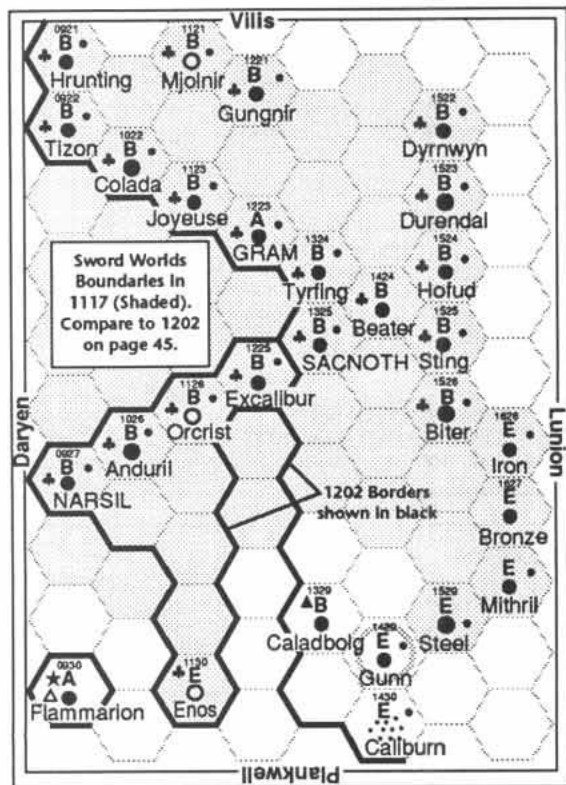 Vilis
0921
B
Hrunting
1121
B
Mjolnir
1221
B
Gungnir
0922
B
Tizon
1022
B
Colada
1522
B
Dyrnwyn
1123
B
Joyeuse
1223
A
GRAM
1523
B
Durendal
Sword Worlds
Boundaries in
1117 (Shaded).
Compare to 1202
on page 45.
1324
B
Tyrfing
1424
B
Beater
1524
B
Hofud
1325
B
SACNOTH
1525
B
Sting
1225
B
Excalibur
1126
B
Orcrist
1526
B
Biter
Daryen
1026
B
Anduril
0927
B
NARSIL
1626
E
Iron
Lunion
1627
E
Bronze
1202 Borders
shown in black
E
Mithril
1329
B
Caladbolg
1429
E
Gunn
1529
E
Steel
0930
A
Flammarion
1130
E
Enos
1430
E
Caliburn
Plankwell